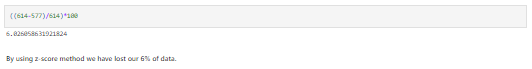 ((614-577)/614)*100
6.026058631921824
By using z-score method we have lost our 6% of data.